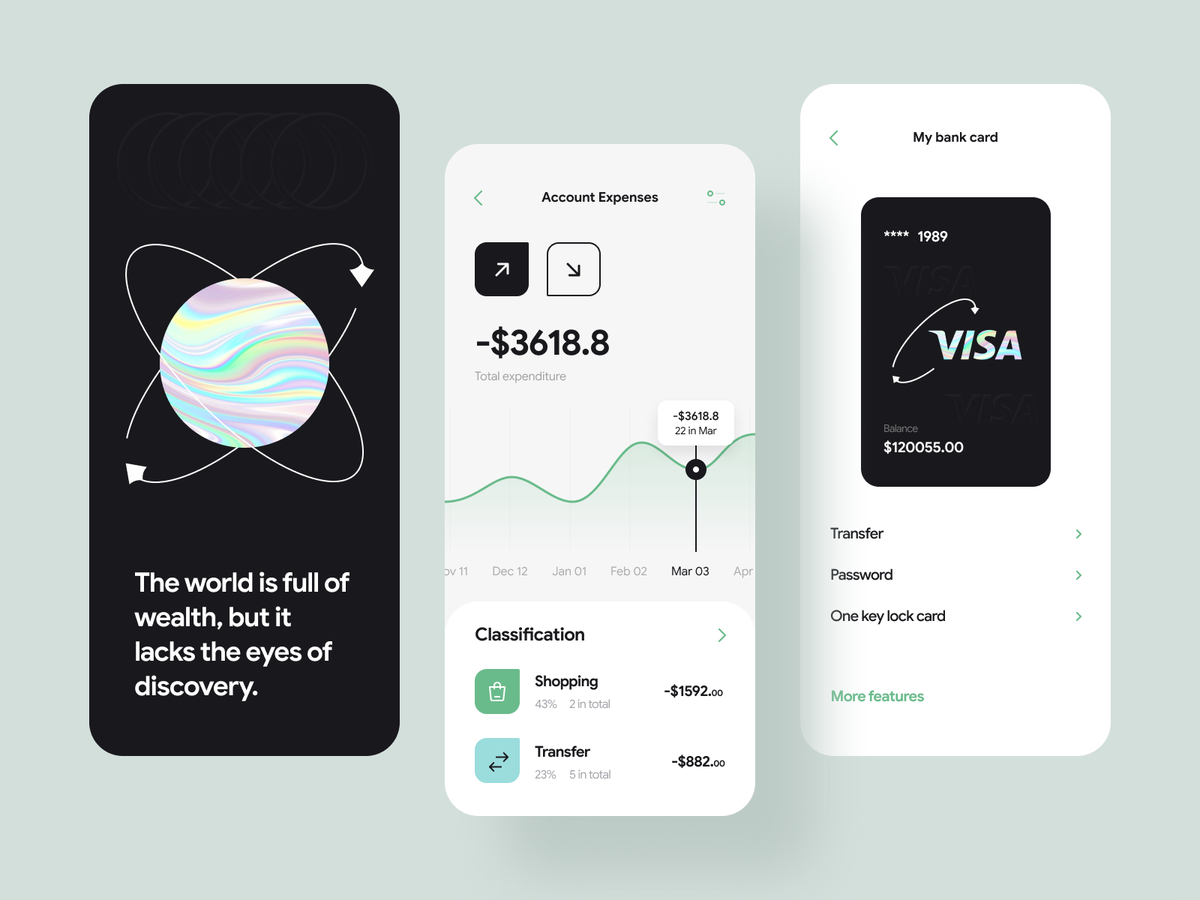 The world is full of
wealth, but it
lacks the eyes of
discovery.
Account Expenses
-$3618.8
Total expenditure
-$3618.8
22 in Mar
ov 11 Dec 12 Jan 01 Feb 02 Mar 03 Apr
Classification
Shopping
-$1592.00
43% 2 in total
Transfer
-$882.00
23% 5 in total
My bank card
**** 1989
VISA
VISA
VISA
Balance
$120055.00
Transfer
Password
One key lock card
More features